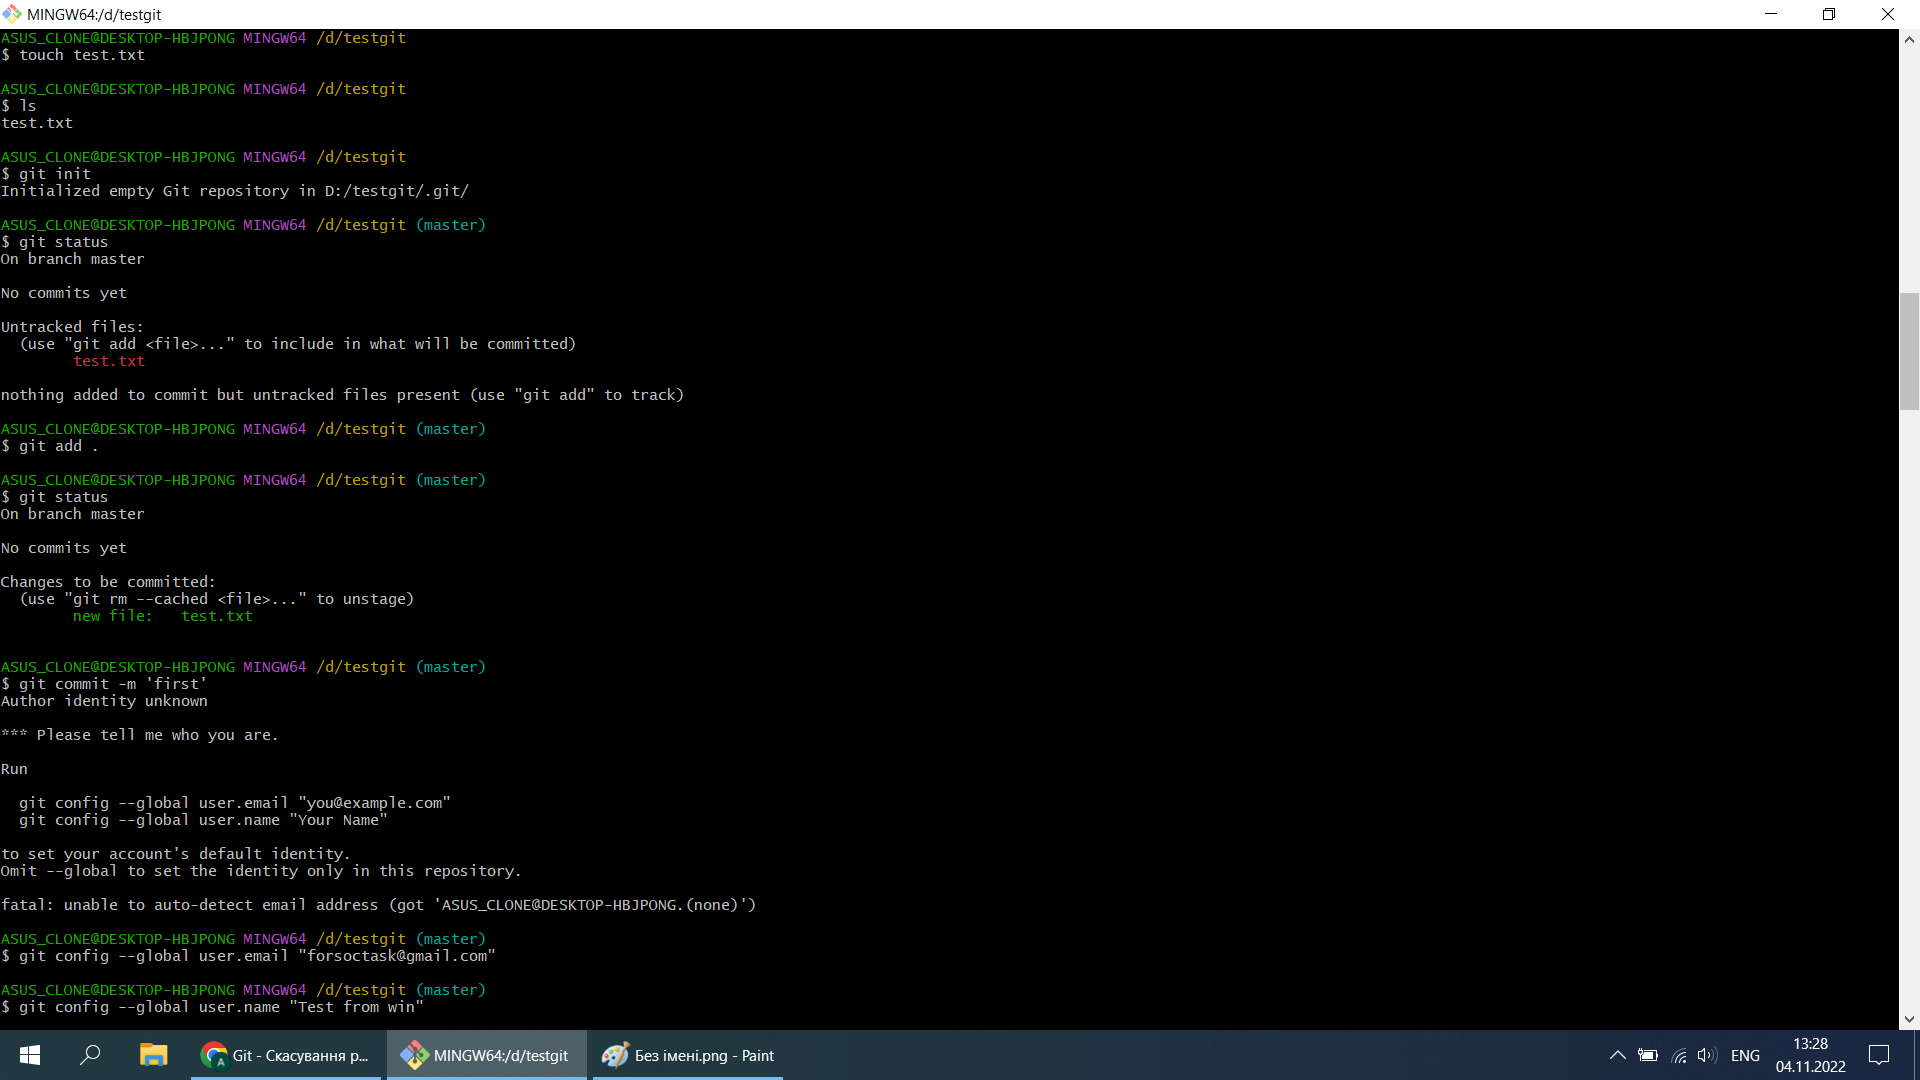 MINGW64:/d/testgit
ASUS_CLONE@DESKTOP-HBJPONG MINGW64 /d/testgit
$ touch test.txt
ASUS_CLONE@DESKTOP-HBJPONG MINGW64 /d/testgit
$ ls
test.txt
ASUS_CLONE@DESKTOP-HBJPONG MINGW64 /d/testgit
$ git init
Initialized empty Git repository in D:/testgit/.git/
ASUS_CLONE@DESKTOP-HBJPONG MINGW64 /d/testgit (master)
$ git status
On branch master
No commits yet
Untracked files:
  (use "git add <file>..." to include in what will be committed)
        test.txt
nothing added to commit but untracked files present (use "git add" to track)
ASUS_CLONE@DESKTOP-HBJPONG MINGW64 /d/testgit (master)
$ git add .
ASUS_CLONE@DESKTOP-HBJPONG MINGW64 /d/testgit (master)
$ git status
On branch master
No commits yet
Changes to be committed:
  (use "git rm --cached <file>..." to unstage)
        new file:   test.txt
ASUS_CLONE@DESKTOP-HBJPONG MINGW64 /d/testgit (master)
$ git commit -m 'first'
Author identity unknown
*** Please tell me who you are.
Run
  git config --global user.email "you@example.com"
  git config --global user.name "Your Name"
to set your account's default identity.
Omit --global to set the identity only in this repository.
fatal: unable to auto-detect email address (got 'ASUS_CLONE@DESKTOP-HBJPONG.(none)')
ASUS_CLONE@DESKTOP-HBJPONG MINGW64 /d/testgit (master)
$ git config --global user.email "forsoctask@gmail.com"
ASUS_CLONE@DESKTOP-HBJPONG MINGW64 /d/testgit (master)
$ git config --global user.name "Test from win"
Git - Скасування р...
MINGW64:/d/testgit
Без імені.png - Paint
ENG
13:28
04.11.2022